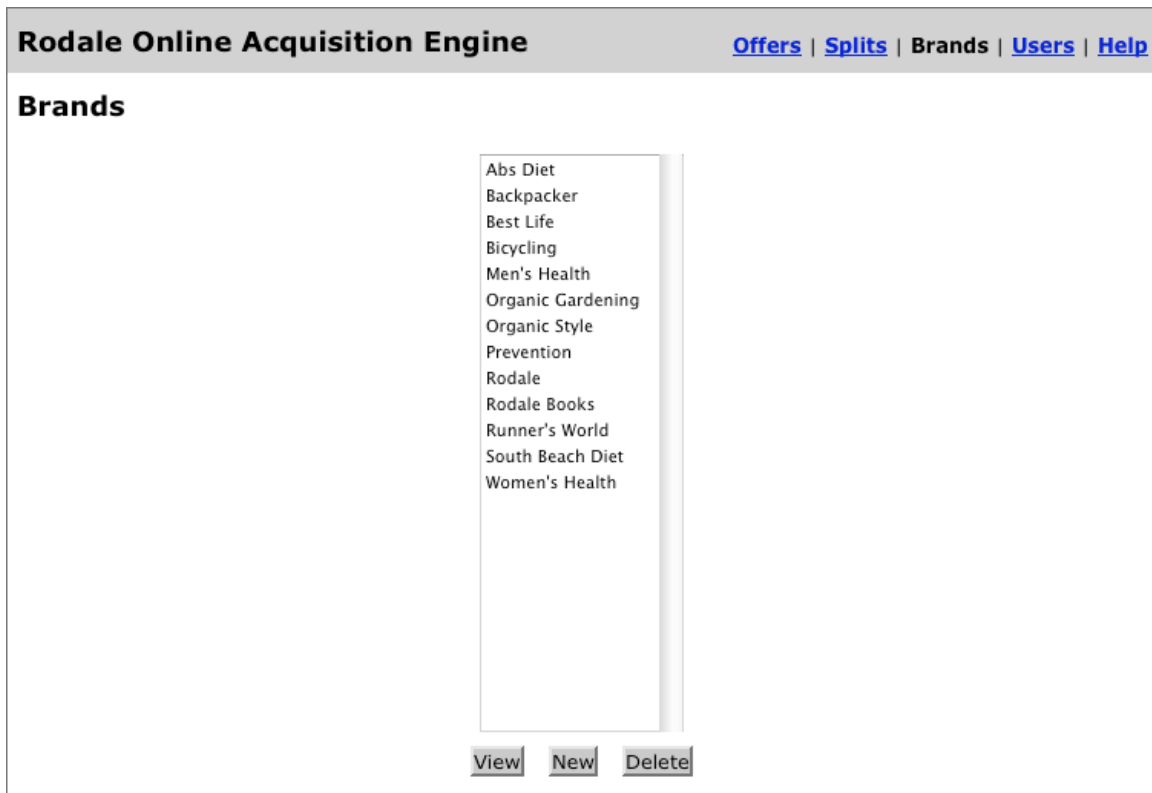 Rodale Online Acquisition Engine
Offers | Splits | Brands | Users | Help
Brands
Abs Diet
Backpacker
Best Life
Bicycling
Men's Health
Organic Gardening
Organic Style
Prevention
Rodale
Rodale Books
Runner's World
South Beach Diet
Women's Health
View New Delete